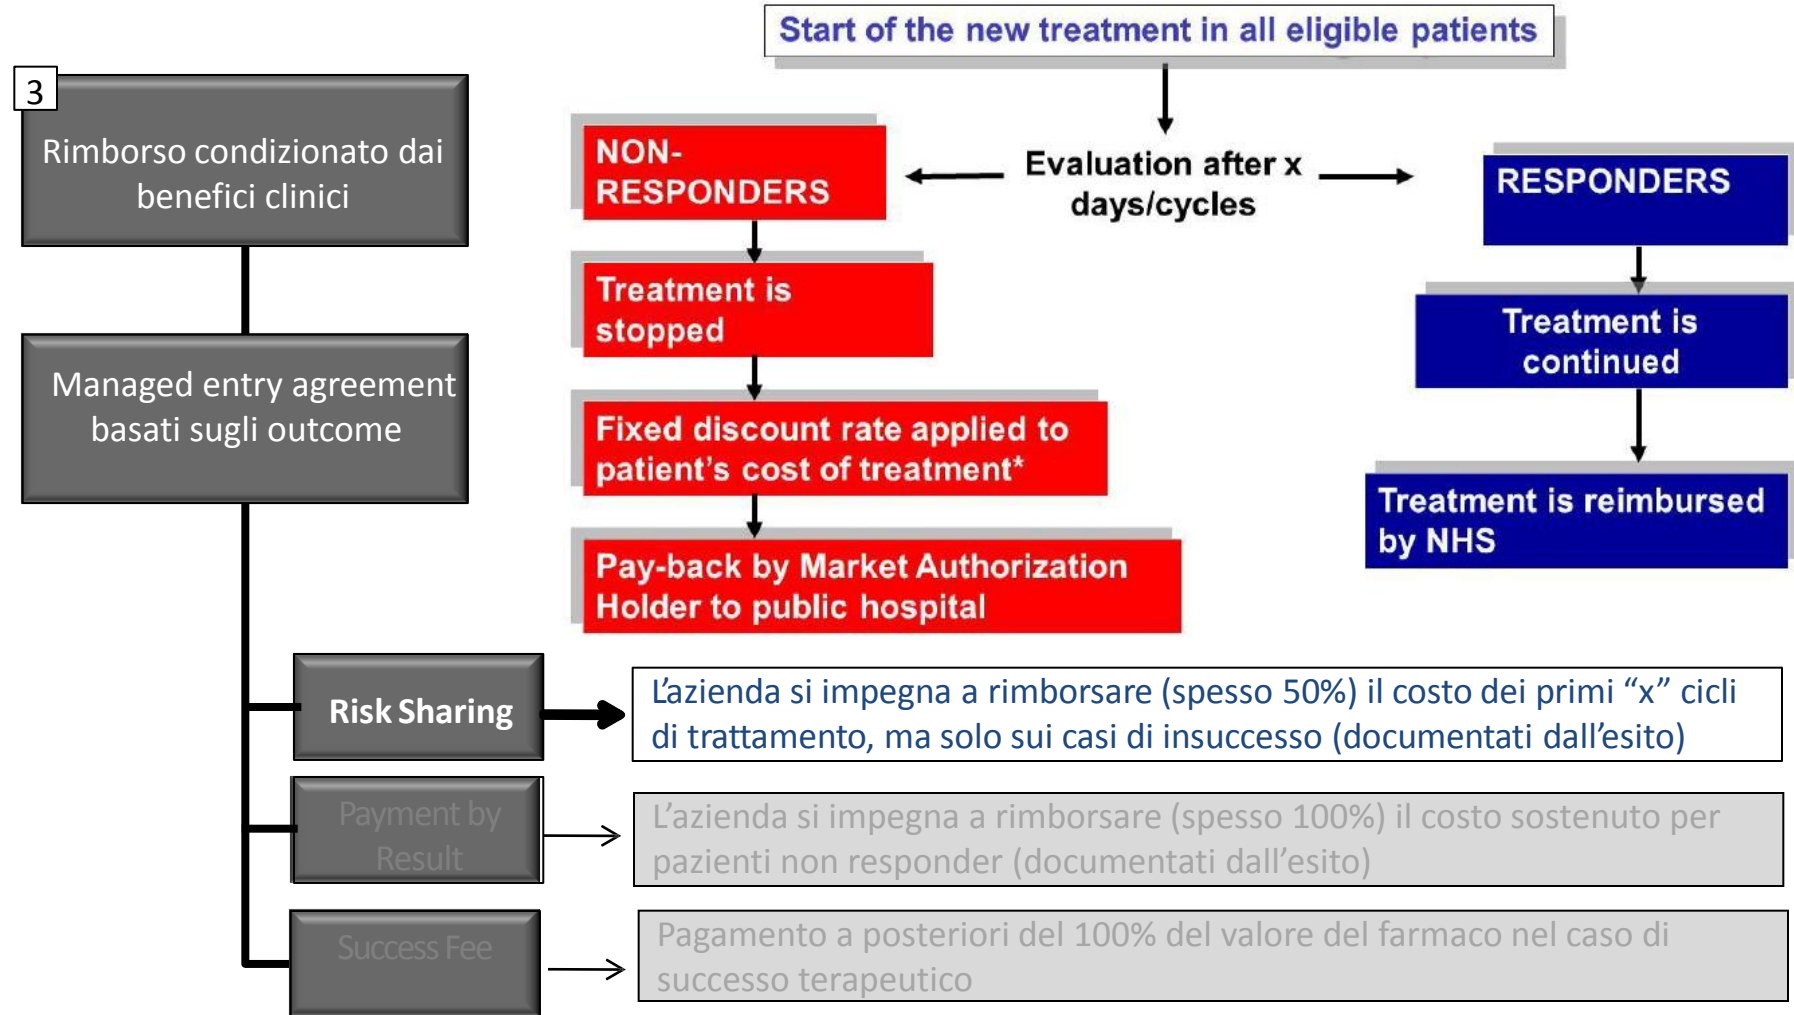 Start of the new treatment in all eligible patients
3
Rimborso condizionato dai
benefici clinici
NON-
RESPONDERS
Evaluation after x
days/cycles
RESPONDERS
Treatment is
stopped
Treatment is
continued
Managed entry agreement
basati sugli outcome
Fixed discount rate applied to
patient's cost of treatment*
Treatment is reimbursed
by NHS
Pay-back by Market Authorization
Holder to public hospital
Risk Sharing
L'azienda si impegna a rimborsare (spesso 50%) il costo dei primi “x” cicli
di trattamento, ma solo sui casi di insuccesso (documentati dall'esito)
Payment by
Result
L'azienda si impegna a rimborsare (spesso 100%) il costo sostenuto per
pazienti non responder (documentati dall'esito)
Success Fee
Pagamento a posteriori del 100% del valore del farmaco nel caso di
successo terapeutico